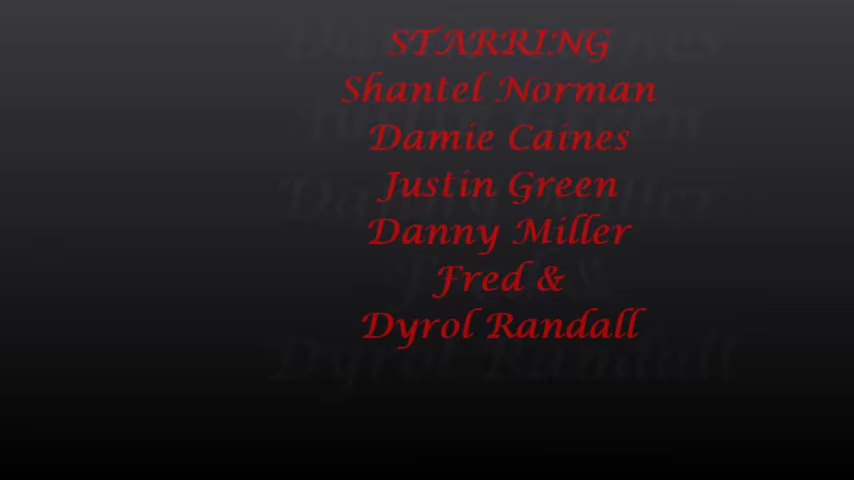 STARRING
Shantel Norman
Damie Caines
Justin Green
Danny Miller
Fred &
Dyrol Randall